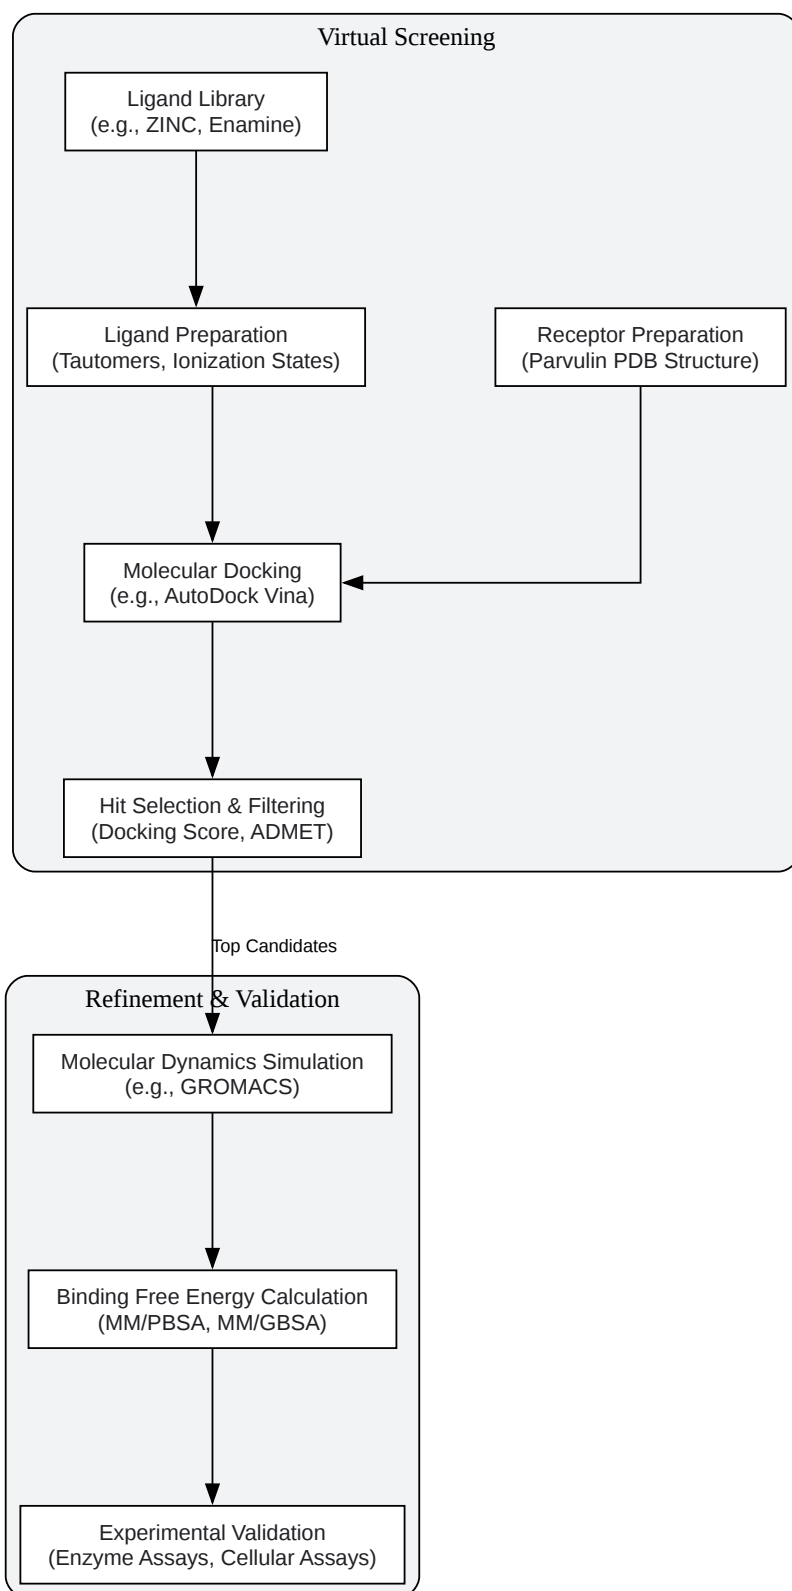 Virtual Screening
Ligand Library
(e.g., ZINC, Enamine)
Ligand Preparation
(Tautomers, Ionization States)
Receptor Preparation
(Parvulin PDB Structure)
Molecular Docking
(e.g., AutoDock Vina)
Hit Selection & Filtering
(Docking Score, ADMET)
Top Candidates
Refinement & Validation
Molecular Dynamics Simulation
(e.g., GROMACS)
Binding Free Energy Calculation
(MM/PBSA, MM/GBSA)
Experimental Validation
(Enzyme Assays, Cellular Assays)